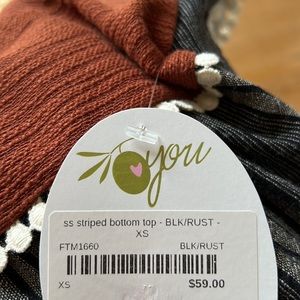 you
ss striped bottom top - BLK/RUST -
XS
FTM1660 BLK/RUST
XS $59.00